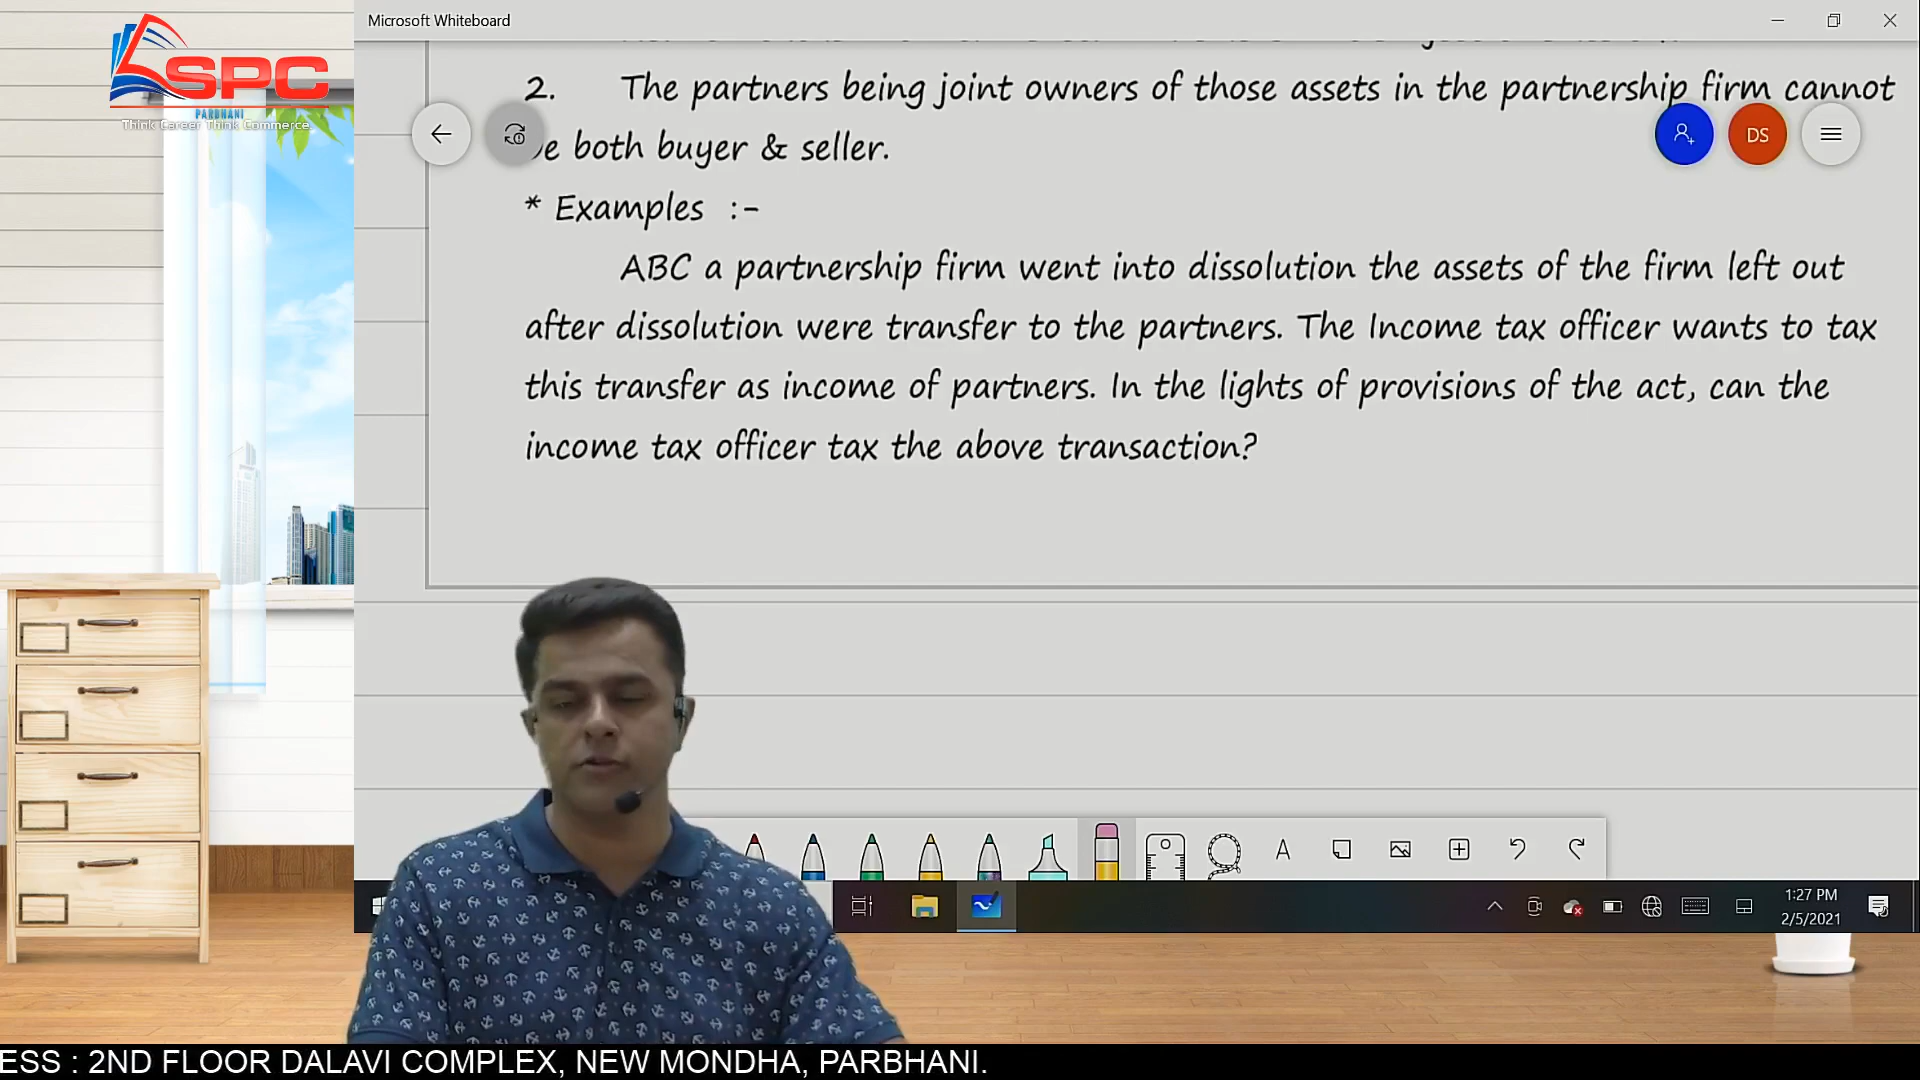 Microsoft Whiteboard
SPC
PARBHANI
Think Career Think Commerce.
2. The partners being joint owners of those assets in the partnership firm cannot
both buyer & seller.
DS
* Examples :-
ABC a partnership firm went into dissolution the assets of the firm left out
after dissolution were transfer to the partners. The Income tax officer wants to tax
this transfer as income of partners. In the lights of provisions of the act, can the
income tax officer tax the above transaction?
A
1:27 PM
2/5/2021
ESS : 2ND FLOOR DALAVI COMPLEX, NEW MONDHA, PARBHANI.